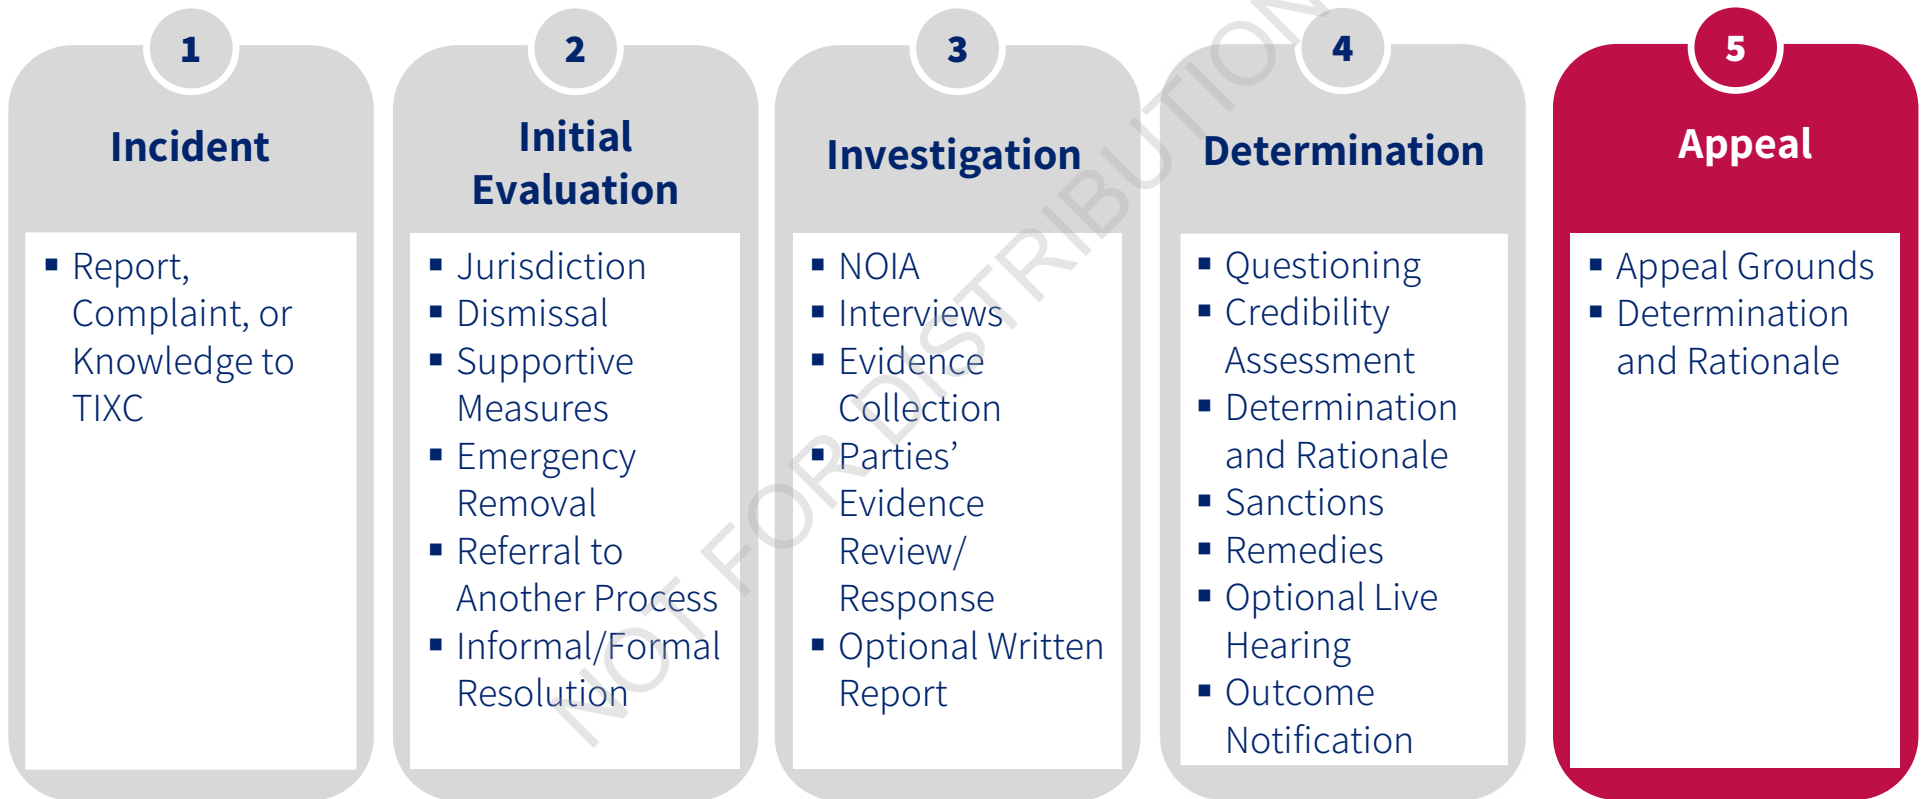 1
Incident
▪ Report,
Complaint, or
Knowledge to
TIXC
2
Initial
Evaluation
▪ Jurisdiction
▪ Dismissal
▪ Supportive
Measures
▪ Emergency
Removal
▪ Referral to
Another Process
▪ Informal/Formal
Resolution
3
Investigation
▪ NOIA
▪ Interviews
▪ Evidence
Collection
▪ Parties’
Evidence
Review/
Response
▪ Optional Written
Report
4
Determination
▪ Questioning
▪ Credibility
Assessment
▪ Determination
and Rationale
▪ Sanctions
▪ Remedies
▪ Optional Live
Hearing
▪ Outcome
Notification
5
Appeal
▪ Appeal Grounds
▪ Determination
and Rationale
NOT FOR DISTRIBUTION